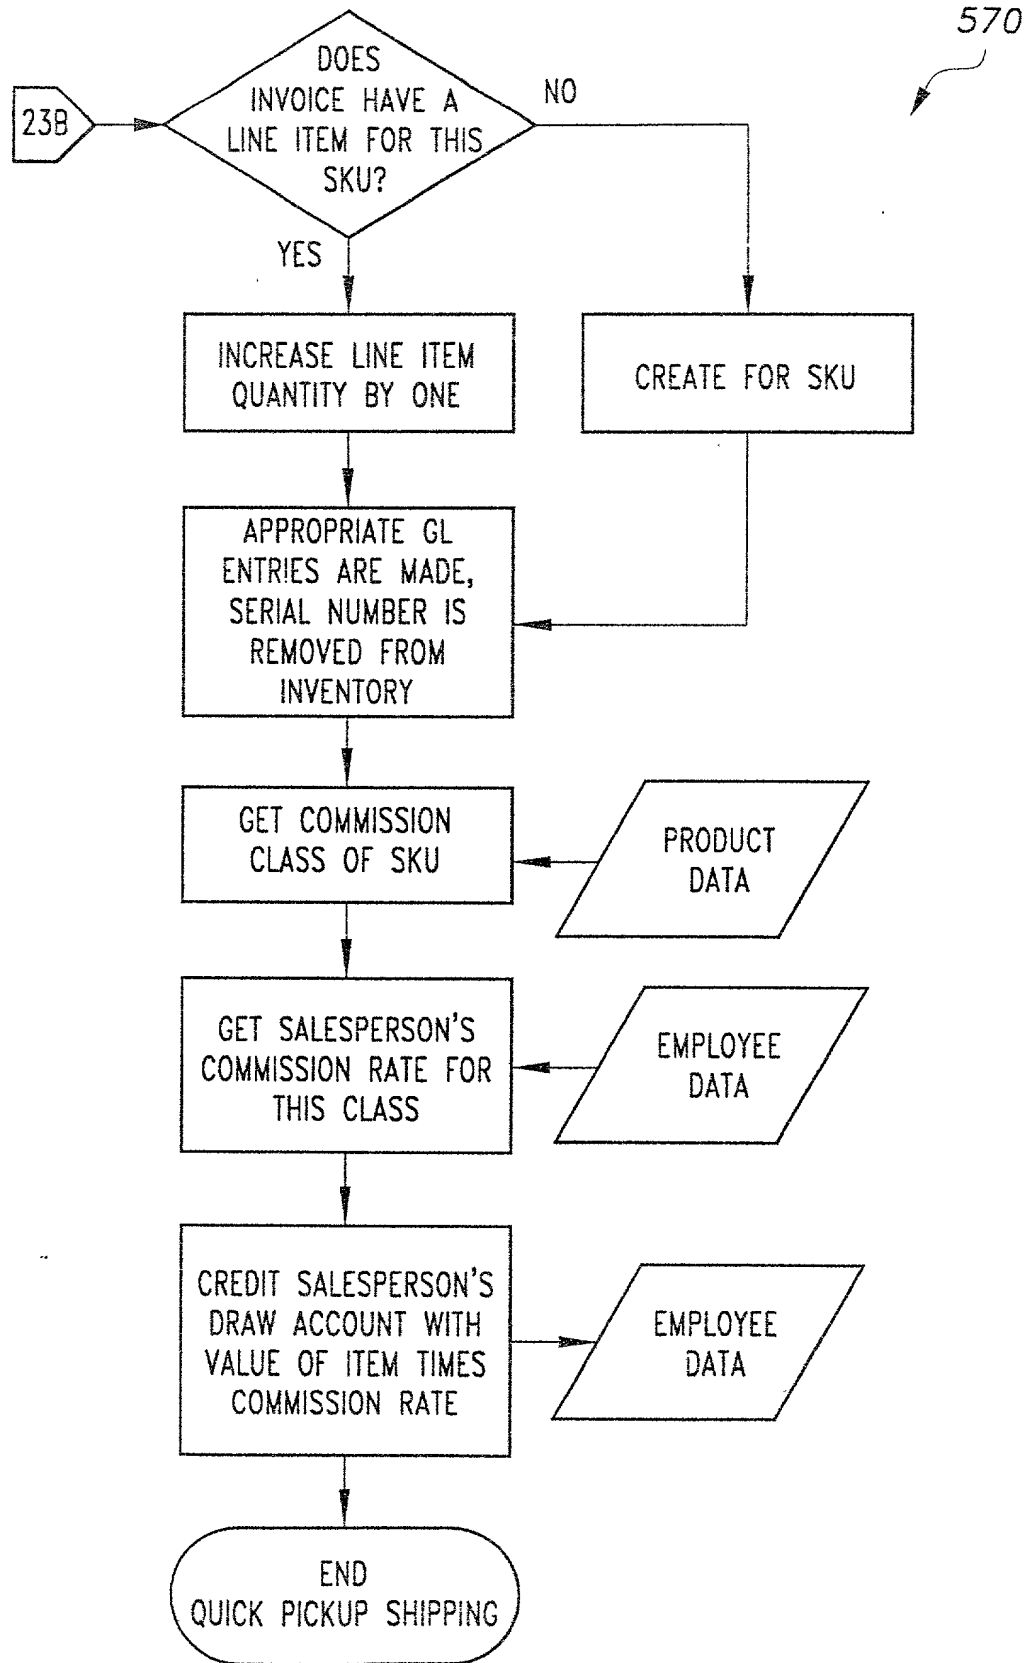 570
23B
DOES
INVOICE HAVE A
LINE ITEM FOR THIS
SKU?
NO
YES
INCREASE LINE ITEM
QUANTITY BY ONE
CREATE FOR SKU
APPROPRIATE GL
ENTRIES ARE MADE,
SERIAL NUMBER IS
REMOVED FROM
INVENTORY
GET COMMISSION
CLASS OF SKU
PRODUCT
DATA
GET SALESPERSON'S
COMMISSION RATE FOR
THIS CLASS
EMPLOYEE
DATA
CREDIT SALESPERSON'S
DRAW ACCOUNT WITH
VALUE OF ITEM TIMES
COMMISSION RATE
EMPLOYEE
DATA
END
QUICK PICKUP SHIPPING